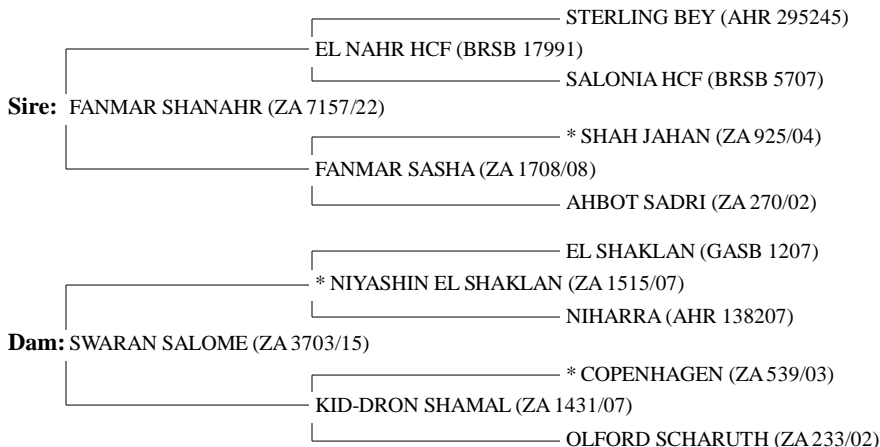 STERLING BEY (AHR 295245)
EL NAHR HCF (BRSB 17991)
SALONIA HCF (BRSB 5707)
Sire: FANMAR SHANAHR (ZA 7157/22)
* SHAH JAHAN (ZA 925/04)
FANMAR SASHA (ZA 1708/08)
AHBOT SADRI (ZA 270/02)
EL SHAKLAN (GASB 1207)
* NIYASHIN EL SHAKLAN (ZA 1515/07)
NIHARRA (AHR 138207)
Dam: SWARAN SALOME (ZA 3703/15)
* COPENHAGEN (ZA 539/03)
KID-DRON SHAMAL (ZA 1431/07)
OLFORD SCHARUTH (ZA 233/02)